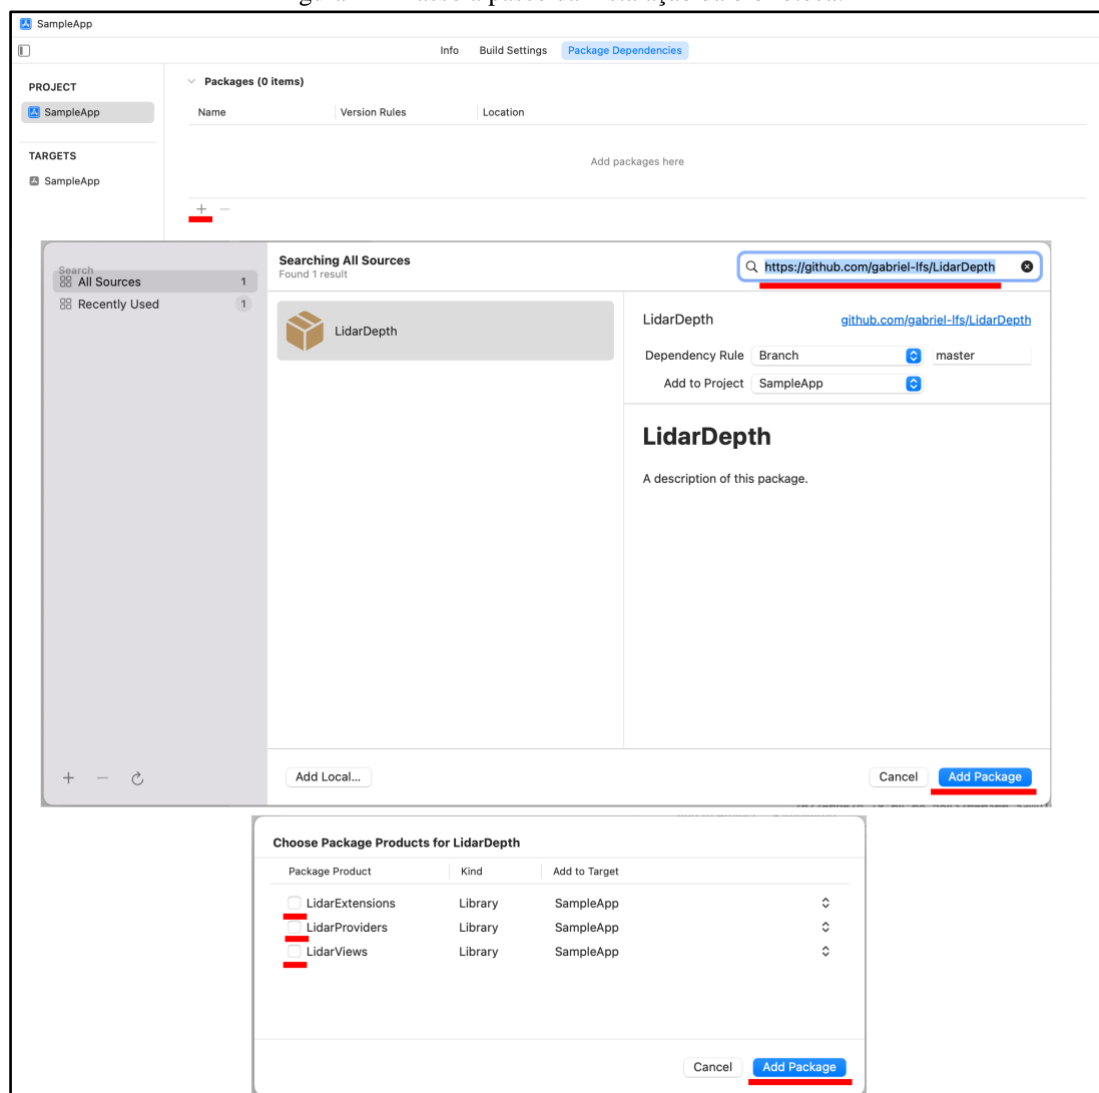 SampleApp
Info Build Settings Package Dependencies
PROJECT
SampleApp
TARGETS
SampleApp
Packages (0 items)
Name Version Rules Location
Add packages here
+ −
Search
All Sources 1
Recently Used 1
Searching All Sources
Found 1 result
https://github.com/gabriel-lfs/LidarDepth
LidarDepth
LidarDepth github.com/gabriel-lfs/LidarDepth
Dependency Rule Branch master
Add to Project SampleApp
LidarDepth
A description of this package.
+ −
Add Local... Cancel Add Package
Choose Package Products for LidarDepth
Package Product Kind Add to Target
LidarExtensions Library SampleApp
LidarProviders Library SampleApp
LidarViews Library SampleApp
Cancel Add Package